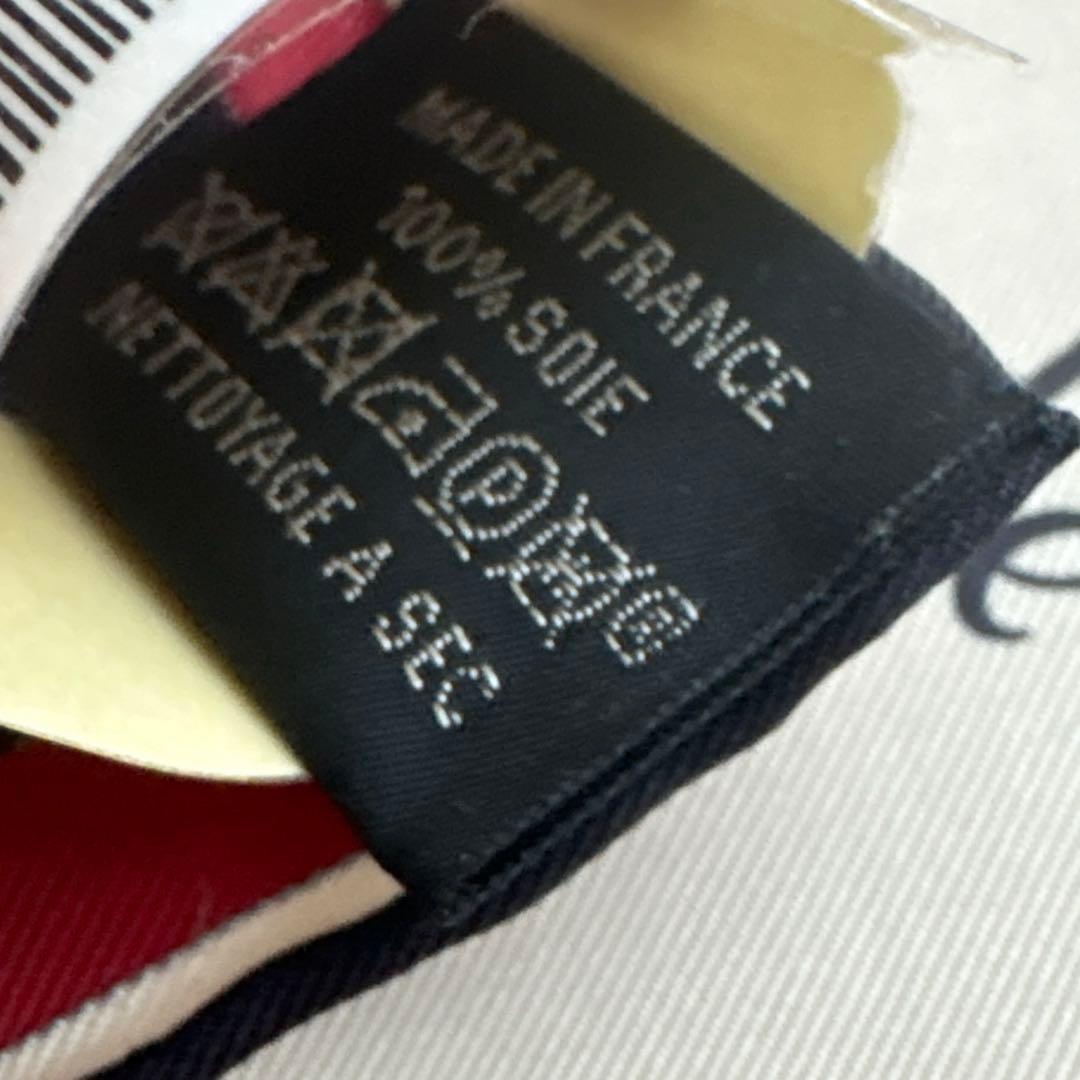 MADE IN FRANCE
100% SOIE
P
NETTOYAGE A SEC